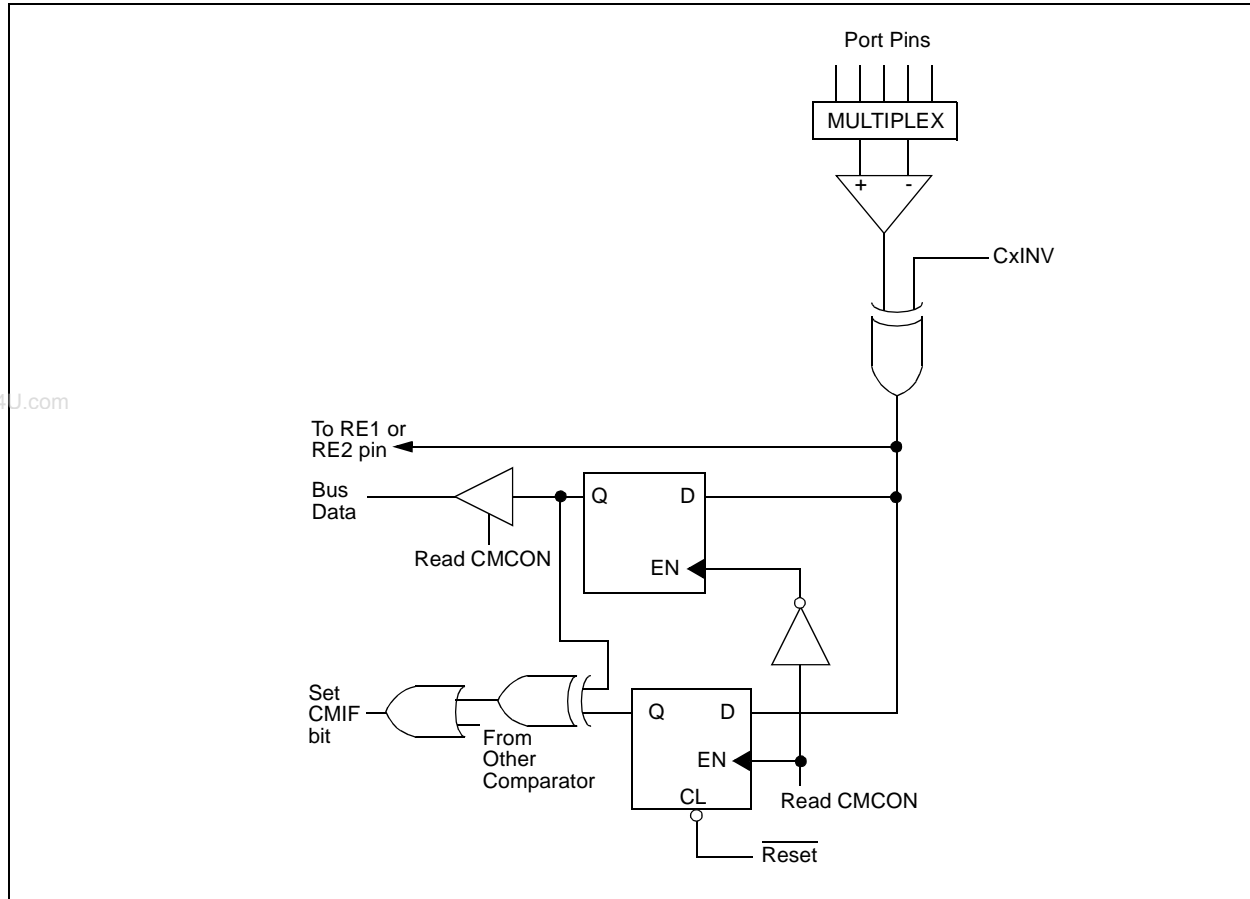 Port Pins
MULTIPLEX
+ -
CxINV
4U.com
To RE1 or
RE2 pin
Bus
Data
Q D
Read CMCON
EN
Set
CMIF
bit
Q D
From
Other
Comparator
EN
Read CMCON
CL
Reset